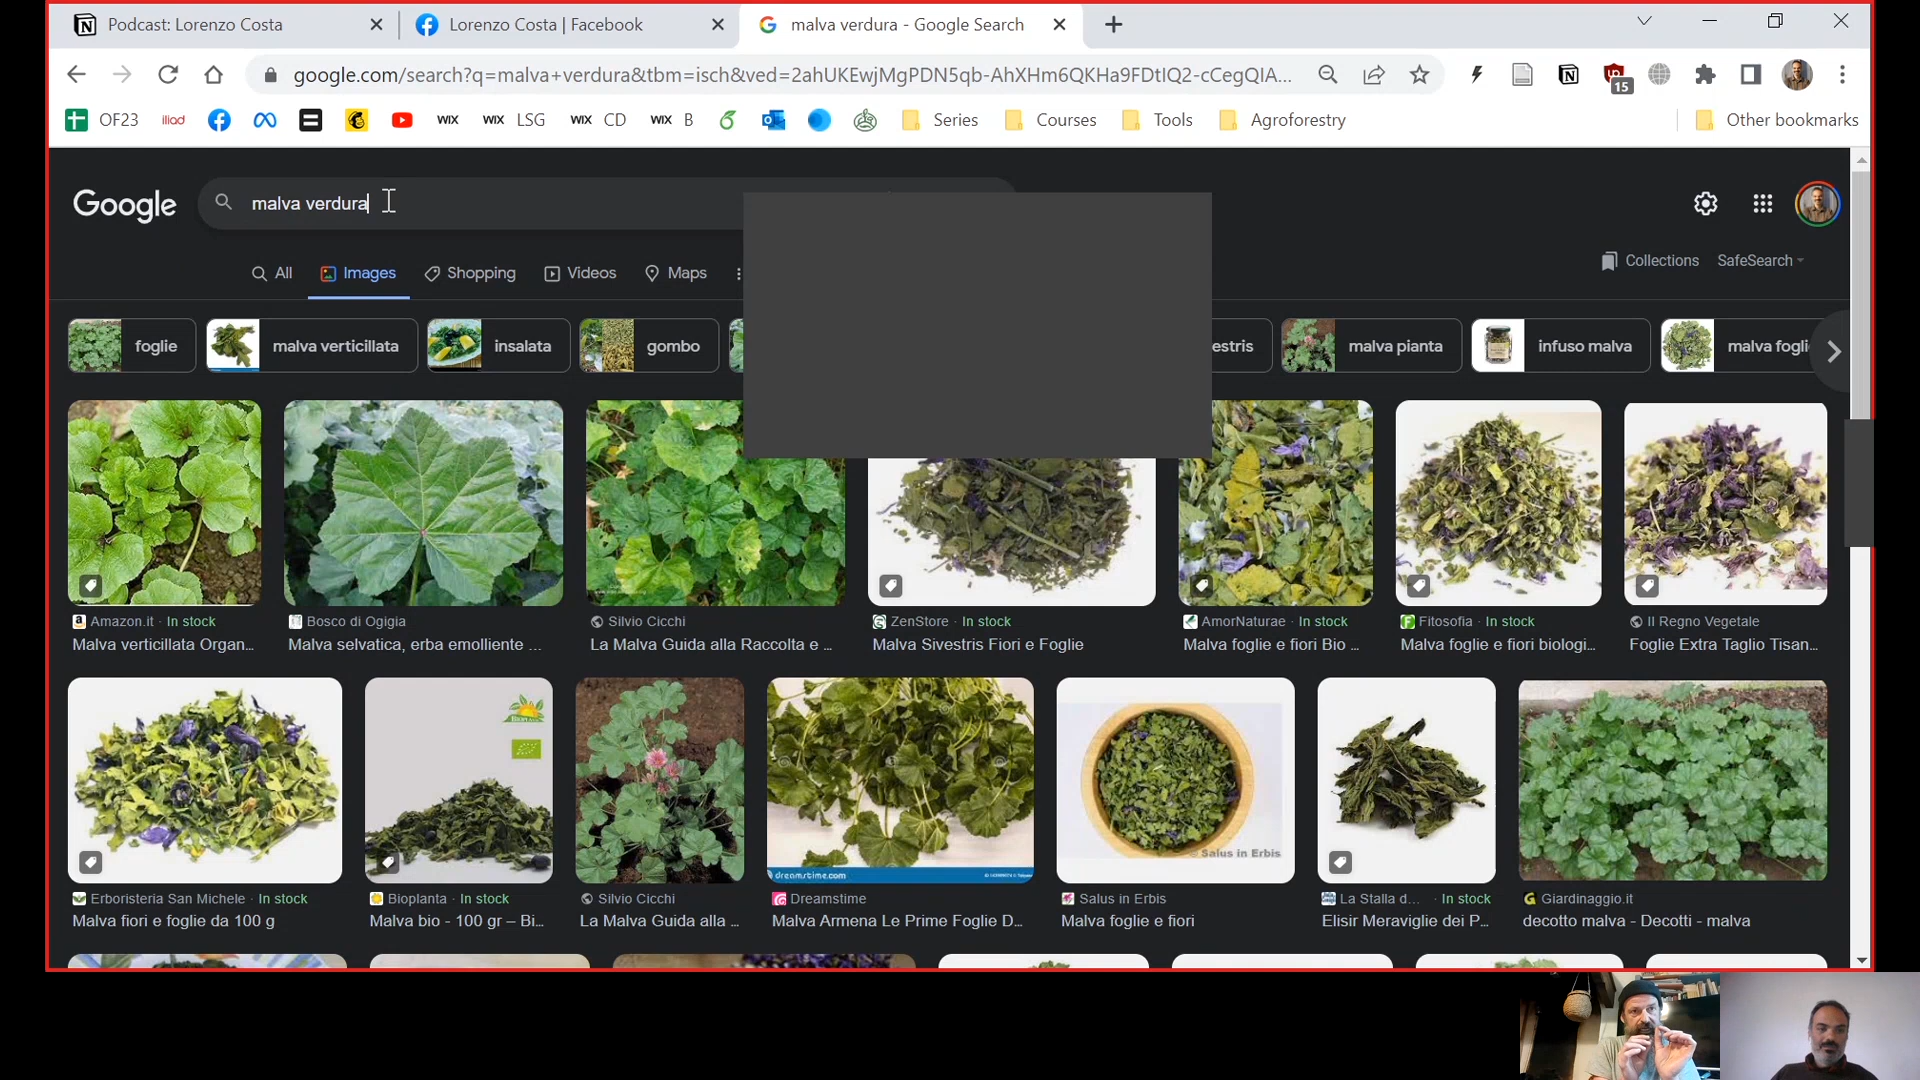 Podcast: Lorenzo Costa
Lorenzo Costa | Facebook
malva verdura - Google Search
google.com/search?q=malva+verdura&tbm=isch&ved=2ahUKEwjMgPDN5qb-AhXHm6QKHa9FDtIQ2-cCegQIA...
15
OF23
iliad
WIX
WIX LSG
WIX CD
WIX B
Series
Courses
Tools
Agroforestry
Other bookmarks
Google
malva verdura
All
Images
Shopping
Videos
Maps
Collections
SafeSearch
foglie
malva verticillata
insalata
gombo
estris
malva pianta
infuso malva
malva fogli
Amazon.it · In stock
Malva verticillata Organ...
Bosco di Ogigia
Malva selvatica, erba emolliente ...
Silvio Cicchi
La Malva Guida alla Raccolta e ...
ZenStore · In stock
Malva Sivestris Fiori e Foglie
AmorNaturae · In stock
Malva foglie e fiori Bio ...
Fitosofia · In stock
Malva foglie e fiori biologi...
Il Regno Vegetale
Foglie Extra Taglio Tisan...
dreamstime.com
© Salus in Erbis
Erboristeria San Michele · In stock
Malva fiori e foglie da 100 g
Bioplanta · In stock
Malva bio - 100 gr – Bi...
Silvio Cicchi
La Malva Guida alla ...
Dreamstime
Malva Armena Le Prime Foglie D...
Salus in Erbis
Malva foglie e fiori
La Stalla d... · In stock
Elisir Meraviglie dei P...
Giardinaggio.it
decotto malva - Decotti - malva